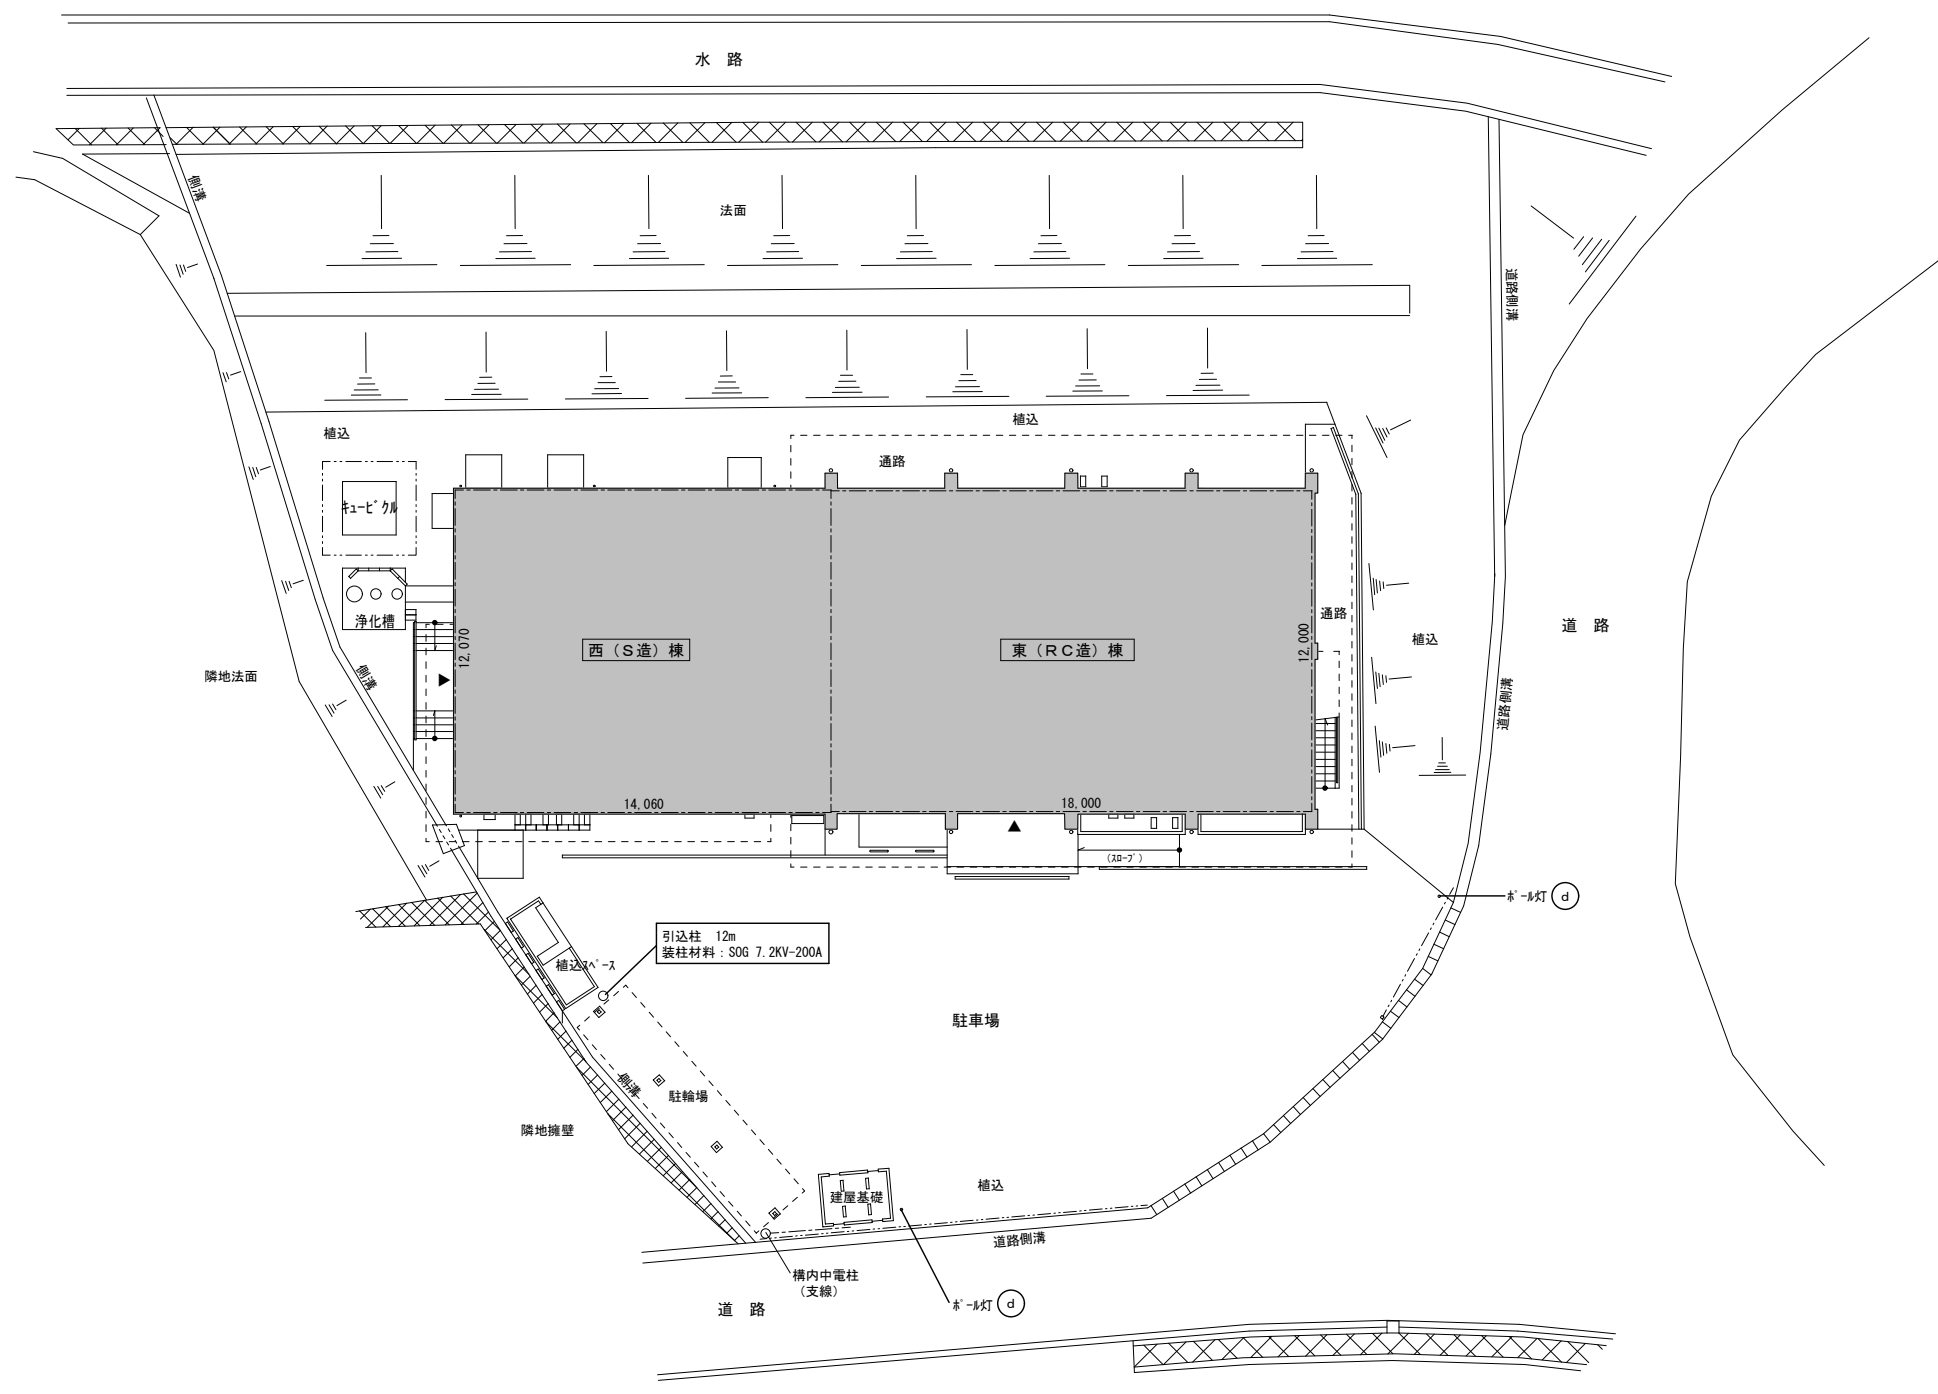 水　路
側溝
法面
道路側溝
植込
植込
通路
キュービクル
浄化槽
12,070
西（S造）棟
東（RC造）棟
12,000
通路
植込
道　路
隣地法面
側溝
道路側溝
14,060
18,000
（ｽﾛｰﾌﾟ）
ﾎﾟｰﾙ灯 d
引込柱　12m
装柱材料：SOG 7.2KV-200A
植込ｽﾍﾟｰｽ
駐車場
側溝
駐輪場
隣地擁壁
建屋基礎
植込
道路側溝
構内中電柱
（支線）
ﾎﾟｰﾙ灯 d
道　路